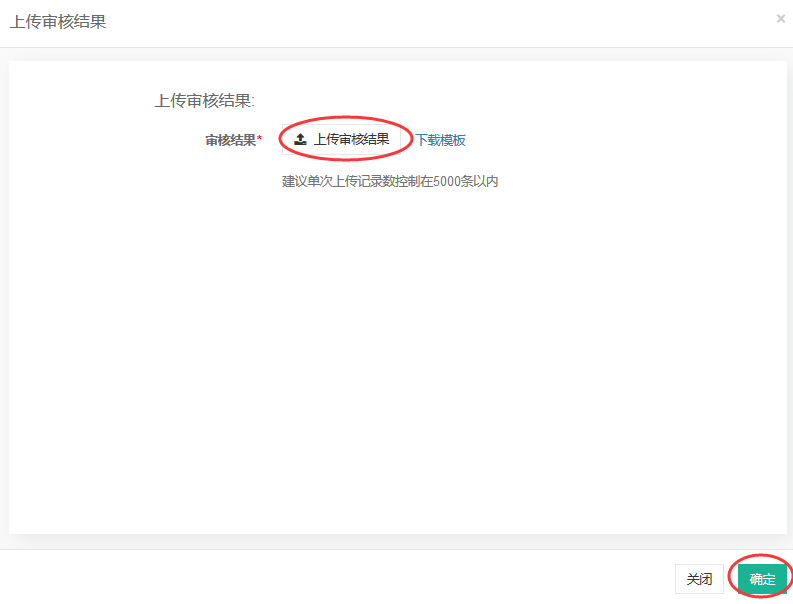 上传审核结果
×
上传审核结果:
审核结果* 上传审核结果 下载模板
建议单次上传记录数控制在5000条以内
关闭 确定